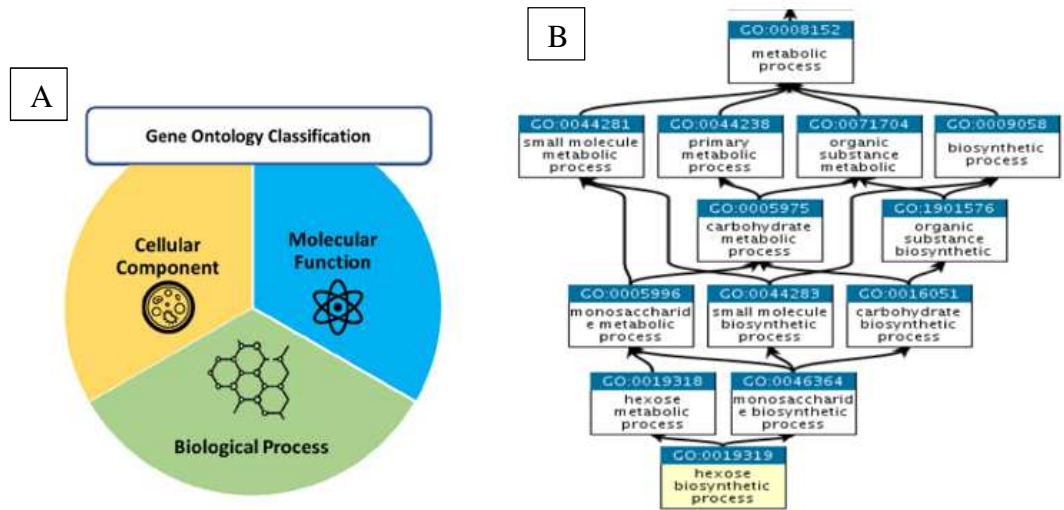 A
Gene Ontology Classification
Cellular
Component
Molecular
Function
Biological Process
B
GO:0008152
metabolic
process
GO:0044281
small molecule
metabolic
process
GO:0044238
primary
metabolic
process
GO:0071704
organic
substance
metabolic
GO:0009058
biosynthetic
process
GO:0005975
carbohydrate
metabolic
process
GO:1901576
organic
substance
biosynthetic
GO:0005996
monosaccharid
e metabolic
process
GO:0044283
small molecule
biosynthetic
process
GO:0016051
carbohydrate
biosynthetic
process
GO:0019318
hexose
metabolic
process
GO:0046364
monosaccharid
e biosynthetic
process
GO:0019319
hexose
biosynthetic
process